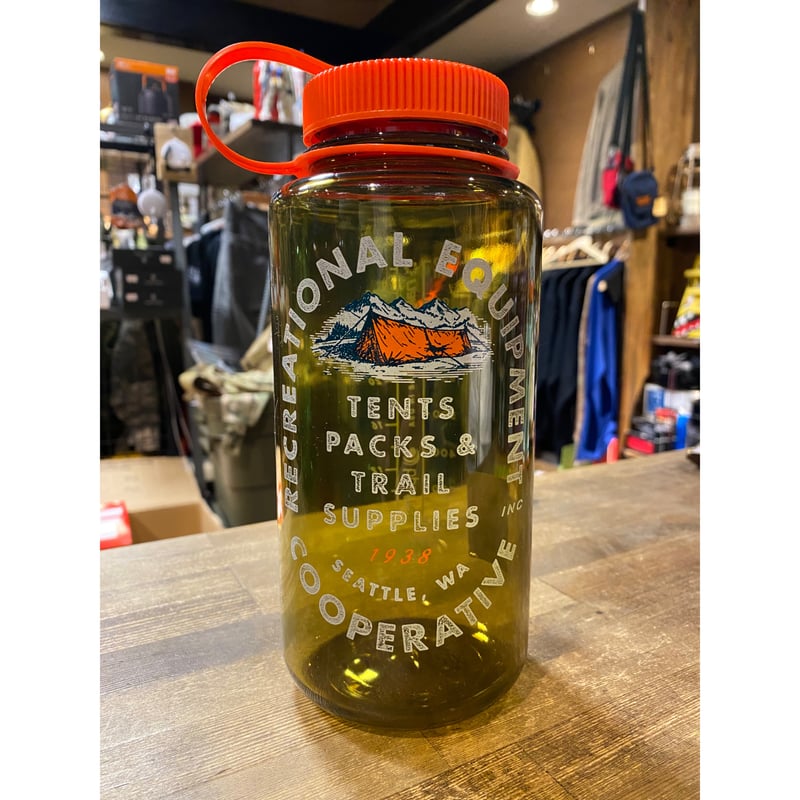 RECREATIONAL EQUIPMENT INC
TENTS
PACKS &
TRAIL
SUPPLIES
1938
SEATTLE, WA
COOPERATIVE